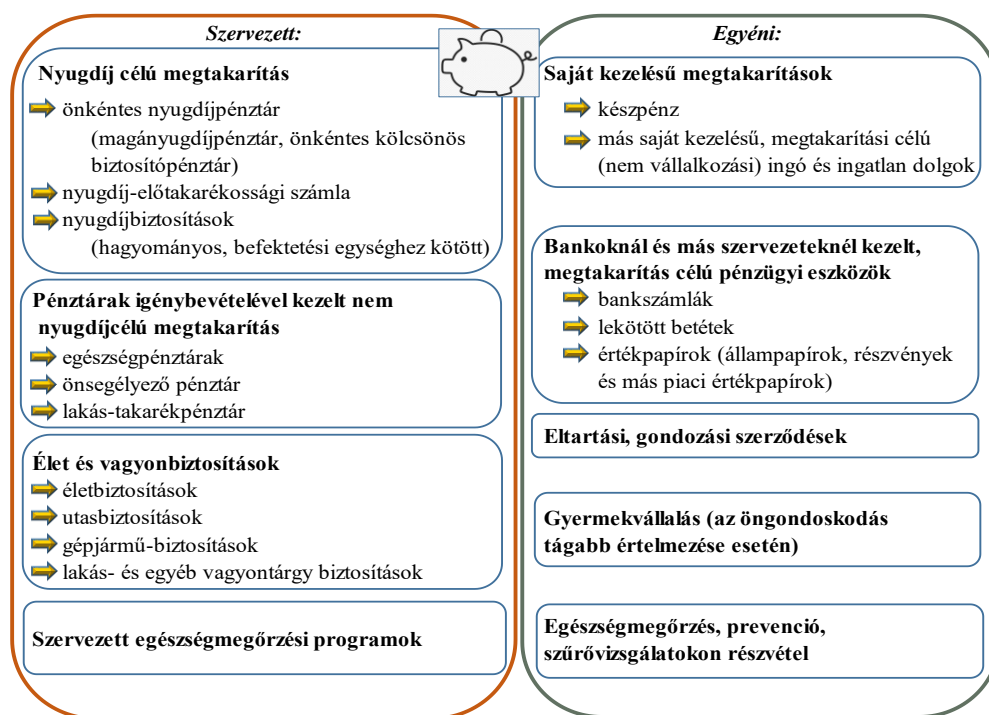 Szervezett:
Nyugdíj célú megtakarítás
önkéntes nyugdíjpénztár
(magányugdíjpénztár, önkéntes kölcsönös
biztosítópénztár)
nyugdíj-előtakarékossági számla
nyugdíjbiztosítások
(hagyományos, befektetési egységhez kötött)
Pénztárak igénybevételével kezelt nem
nyugdíjcélú megtakarítás
egészségpénztárak
önsegélyező pénztár
lakás-takarékpénztár
Élet és vagyonbiztosítások
életbiztosítások
utasbiztosítások
gépjármű-biztosítások
lakás- és egyéb vagyontárgy biztosítások
Szervezett egészségmegőrzési programok
Egyéni:
Saját kezelésű megtakarítások
készpénz
más saját kezelésű, megtakarítási célú
(nem vállalkozási) ingó és ingatlan dolgok
Bankoknál és más szervezeteknél kezelt,
megtakarítás célú pénzügyi eszközök
bankszámlák
lekötött betétek
értékpapírok (állampapírok, részvények
és más piaci értékpapírok)
Eltartási, gondozási szerződések
Gyermekvállalás (az öngondoskodás
tágabb értelmezése esetén)
Egészségmegőrzés, prevenció,
szűrővizsgálatokon részvétel